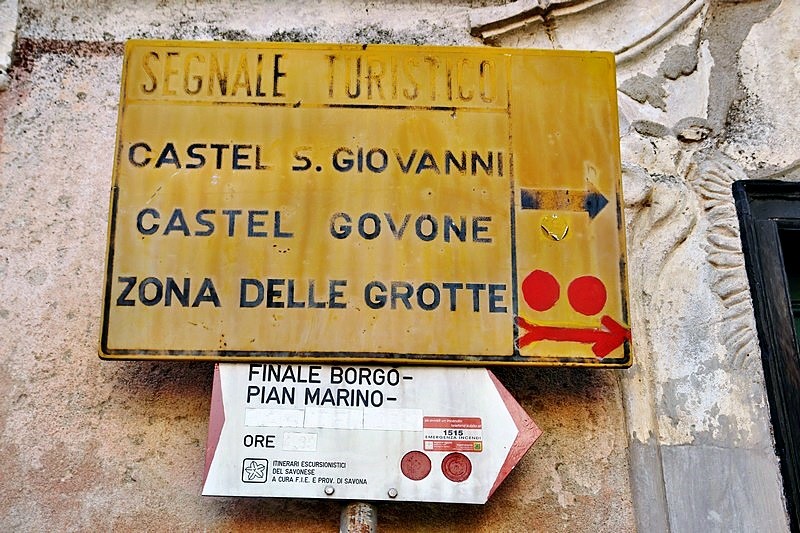 SEGNALE TURISTICO
CASTEL S. GIOVANNI
CASTEL GOVONE
ZONA DELLE GROTTE
FINALE BORGO-
PIAN MARINO-
ORE
ITINERARI ESCURSIONISTICI
DEL SAVONESE
A CURA F.I.E. E PROV. DI SAVONA
1515
EMERGENZA INCENDI